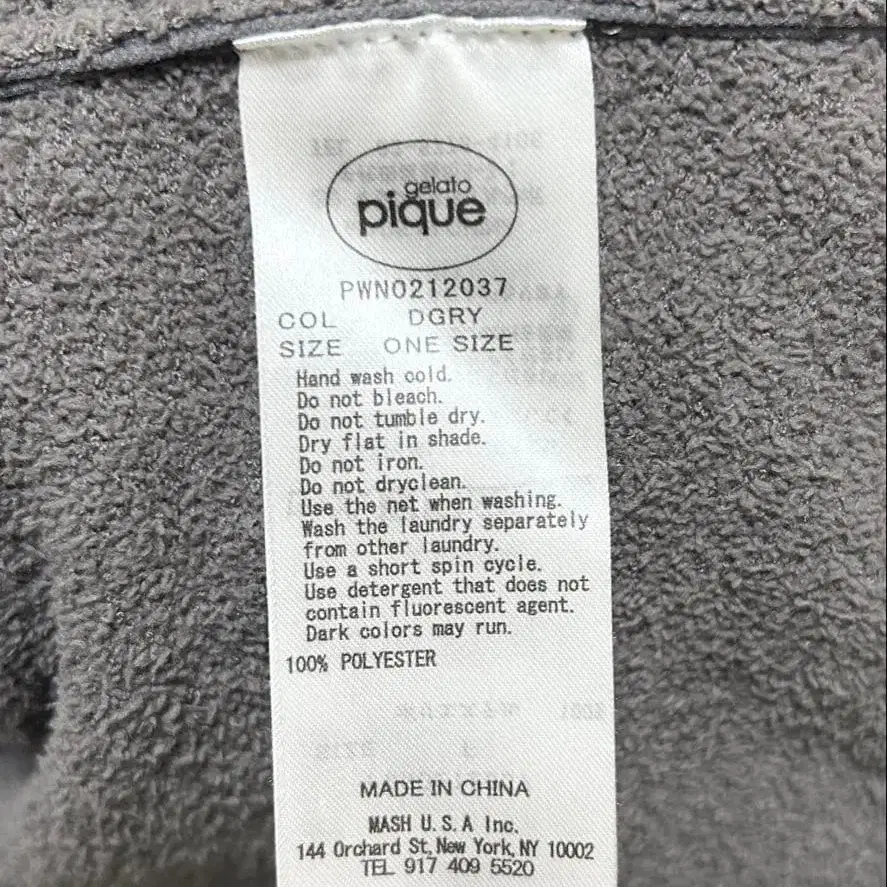 gelato
pique
PWNO212037
COL DGRY
SIZE ONE SIZE
Hand wash cold.
Do not bleach.
Do not tumble dry.
Dry flat in shade.
Do not iron.
Do not dryclean.
Use the net when washing.
Wash the laundry separately
from other laundry.
Use a short spin cycle.
Use detergent that does not
contain fluorescent agent.
Dark colors may run.
100% POLYESTER
MADE IN CHINA
MASH U.S.A Inc.
144 Orchard St, New York, NY 10002
TEL 917 409 5520